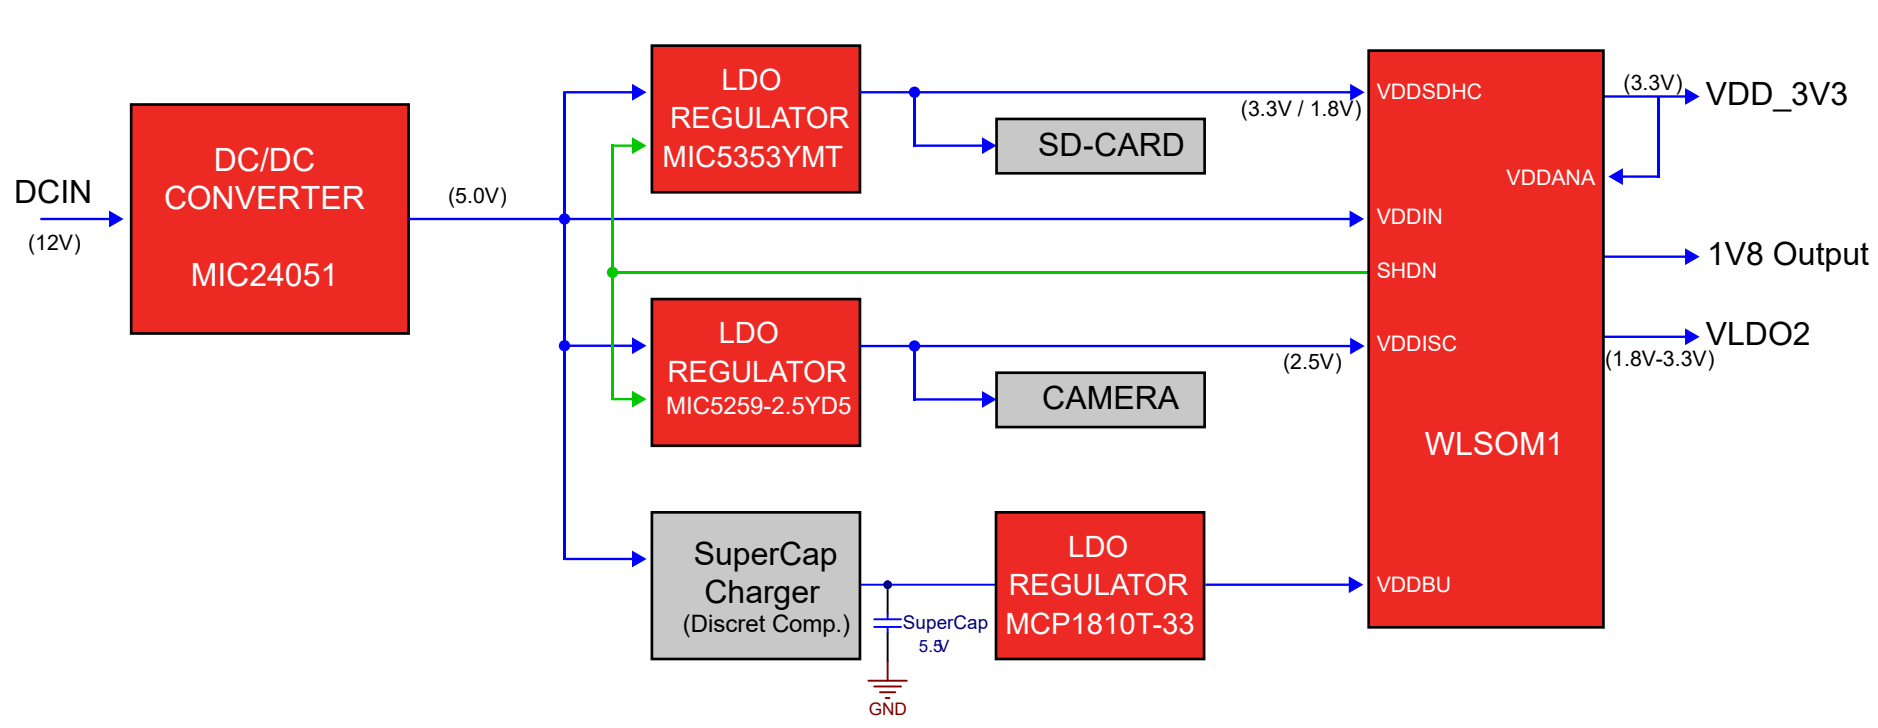 DCIN
(12V)
DC/DC
CONVERTER
MIC24051
(5.0V)
LDO
REGULATOR
MIC5353YMT
SD-CARD
(3.3V / 1.8V)
LDO
REGULATOR
MIC5259-2.5YD5
CAMERA
(2.5V)
SuperCap
Charger
(Discret Comp.)
SuperCap
5.5V
GND
LDO
REGULATOR
MCP1810T-33
VDDSDHC
VDDANA
VDDIN
SHDN
VDDISC
WLSOM1
VDDBU
(3.3V)
VDD_3V3
1V8 Output
VLDO2
(1.8V-3.3V)